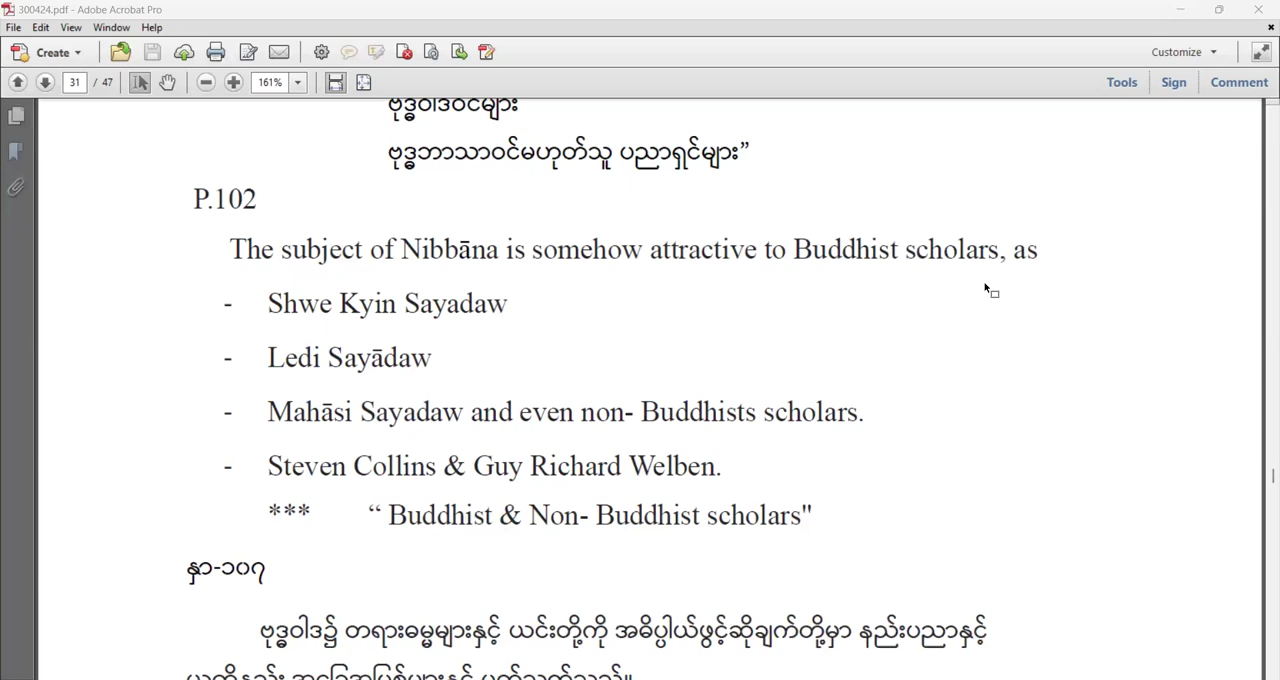 300424.pdf - Adobe Acrobat Pro
File Edit View Window Help
Create Customize
31 / 47 161% Tools Sign Comment
ဗုဒ္ဓဝါဒဝင်များ
ဗုဒ္ဓဘာသာဝင်မဟုတ်သူ ပညာရှင်များ”
P.102
The subject of Nibbāna is somehow attractive to Buddhist scholars, as
- Shwe Kyin Sayadaw
- Ledi Sayādaw
- Mahāsi Sayadaw and even non- Buddhists scholars.
- Steven Collins & Guy Richard Welben.
*** “ Buddhist & Non- Buddhist scholars"
နှာ-၁၀၇
ဗုဒ္ဓဝါဒ၌ တရားဓမ္မများနှင့် ယင်းတို့ကို အဓိပ္ပါယ်ဖွင့်ဆိုချက်တို့မှာ နည်းပညာနှင့်